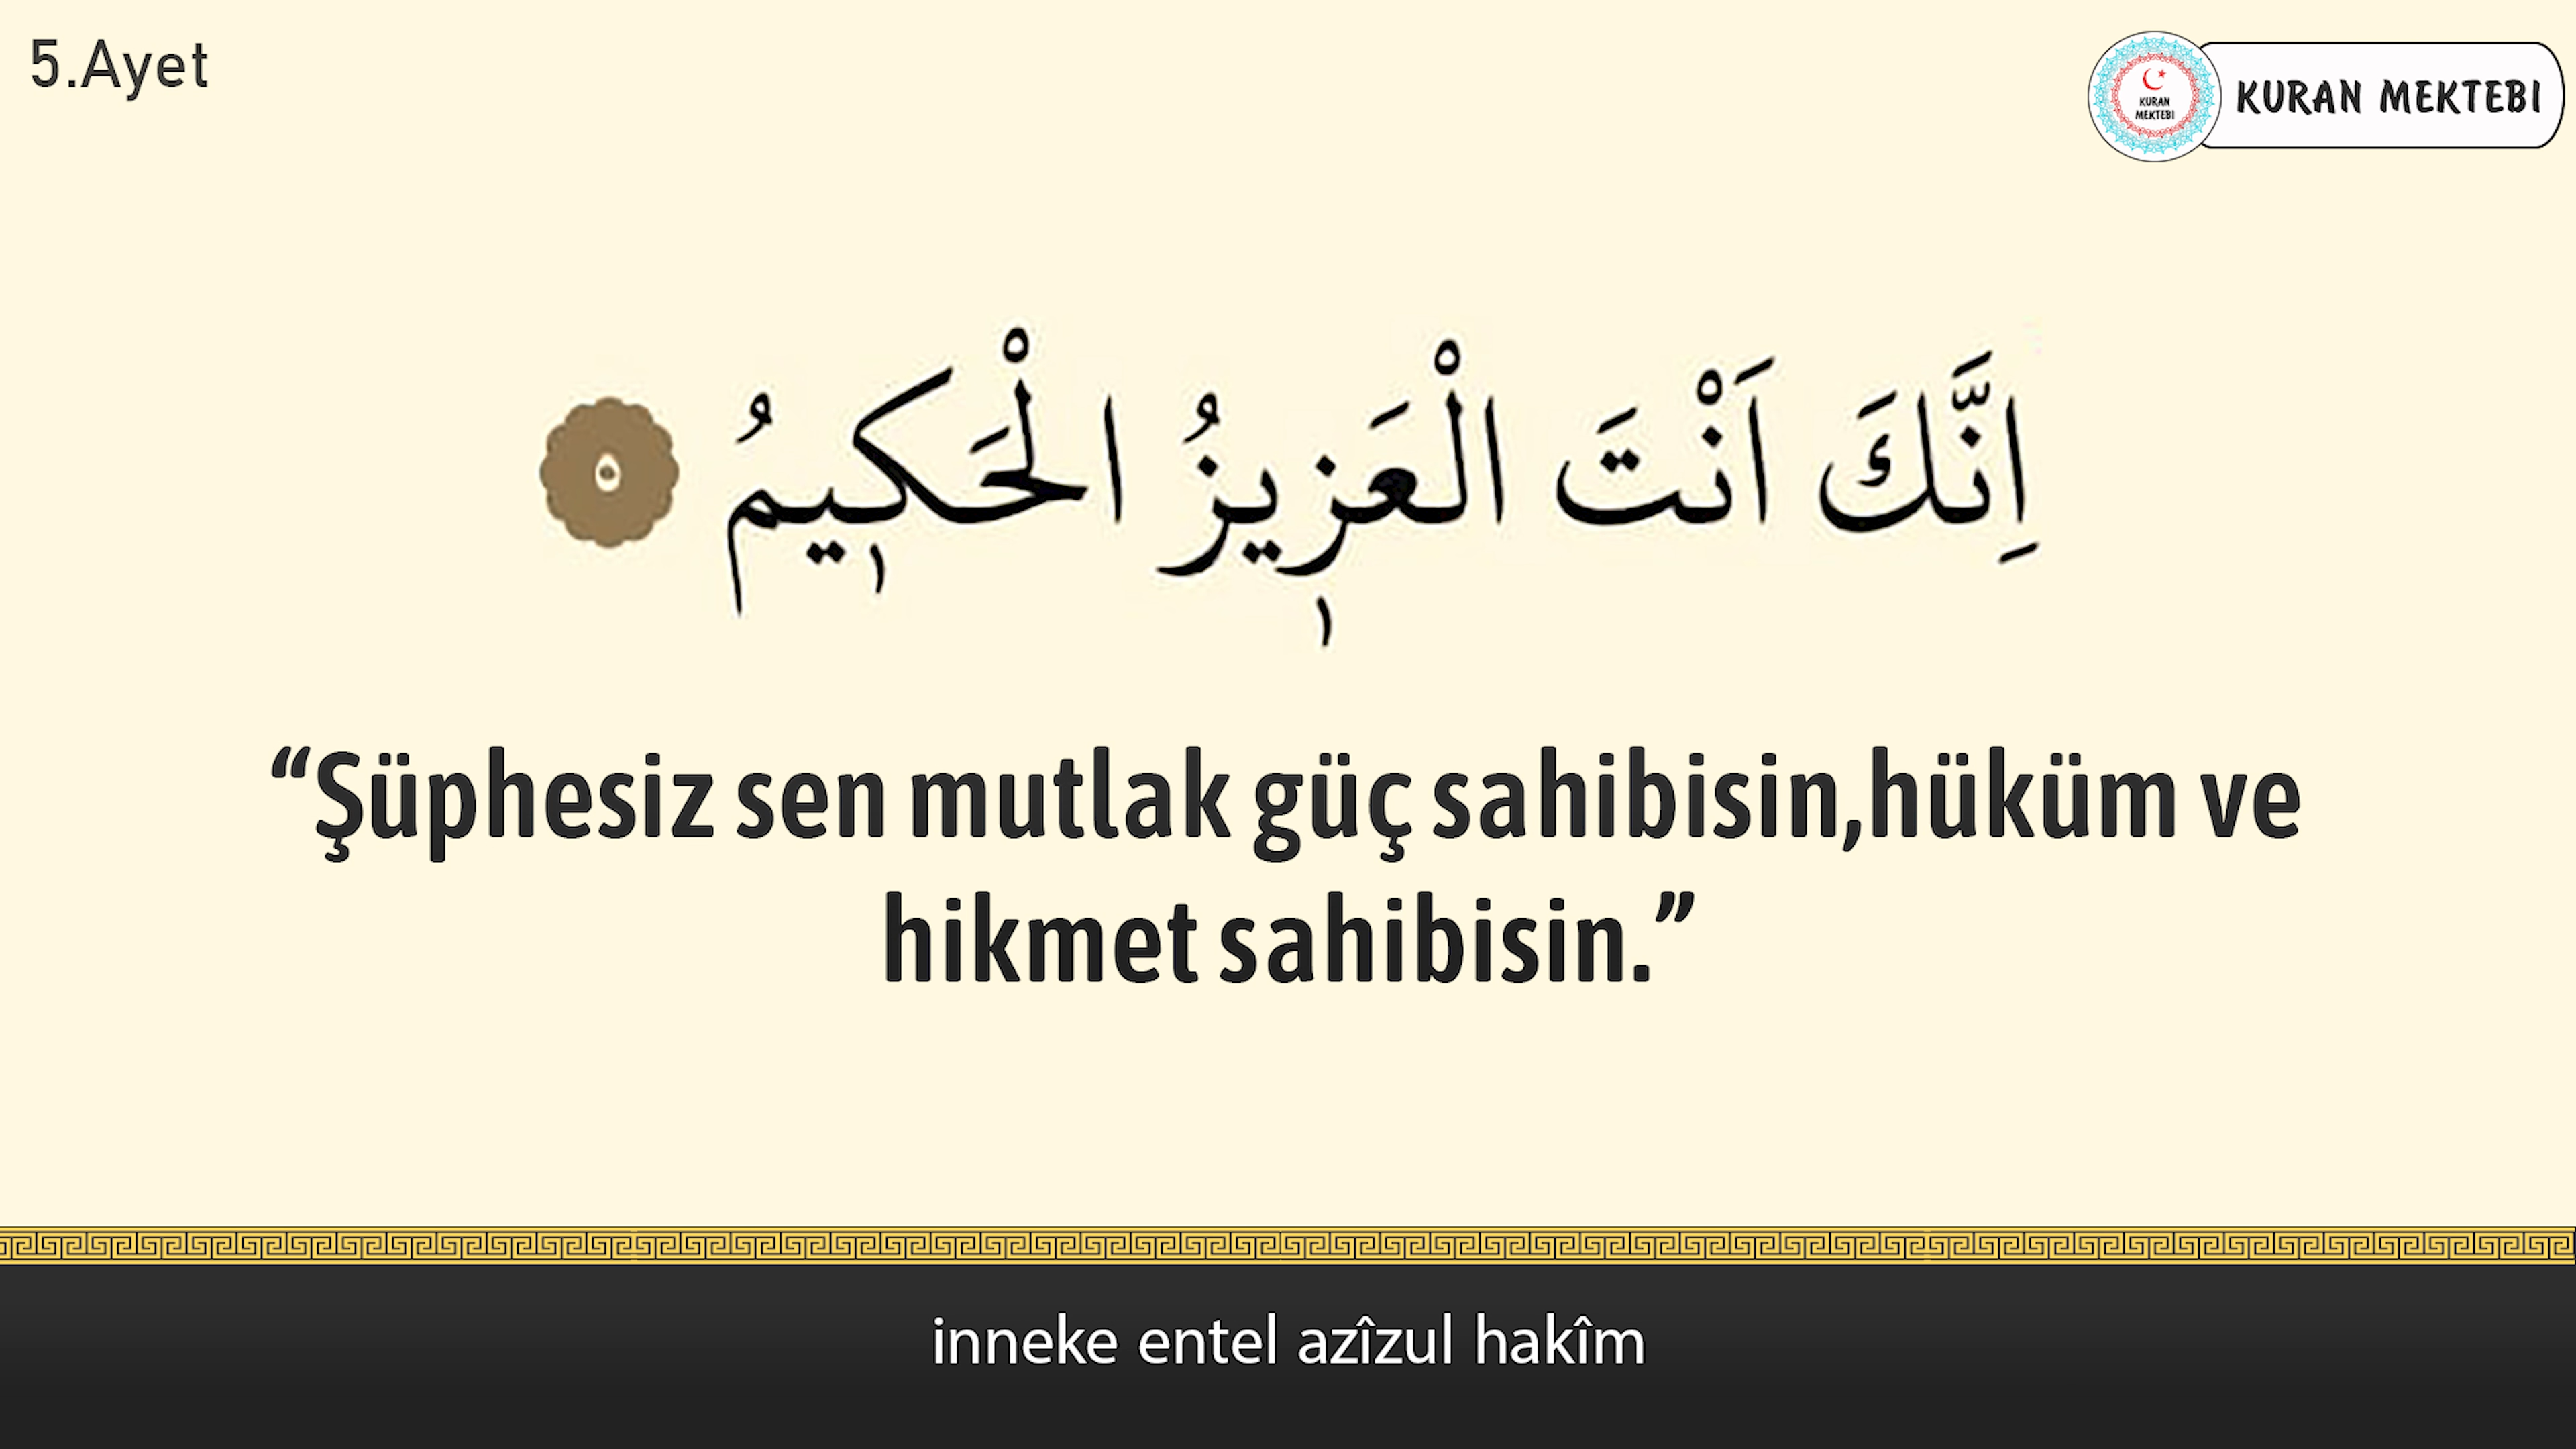 5.Ayet
KURAN
MEKTEBI
KURAN MEKTEBI
اِنَّكَ اَنْتَ الْعَزٖيزُ الْحَكٖيمُ ٥
“Şüphesiz sen mutlak güç sahibisin,hüküm ve
hikmet sahibisin.”
inneke entel azîzul hakîm